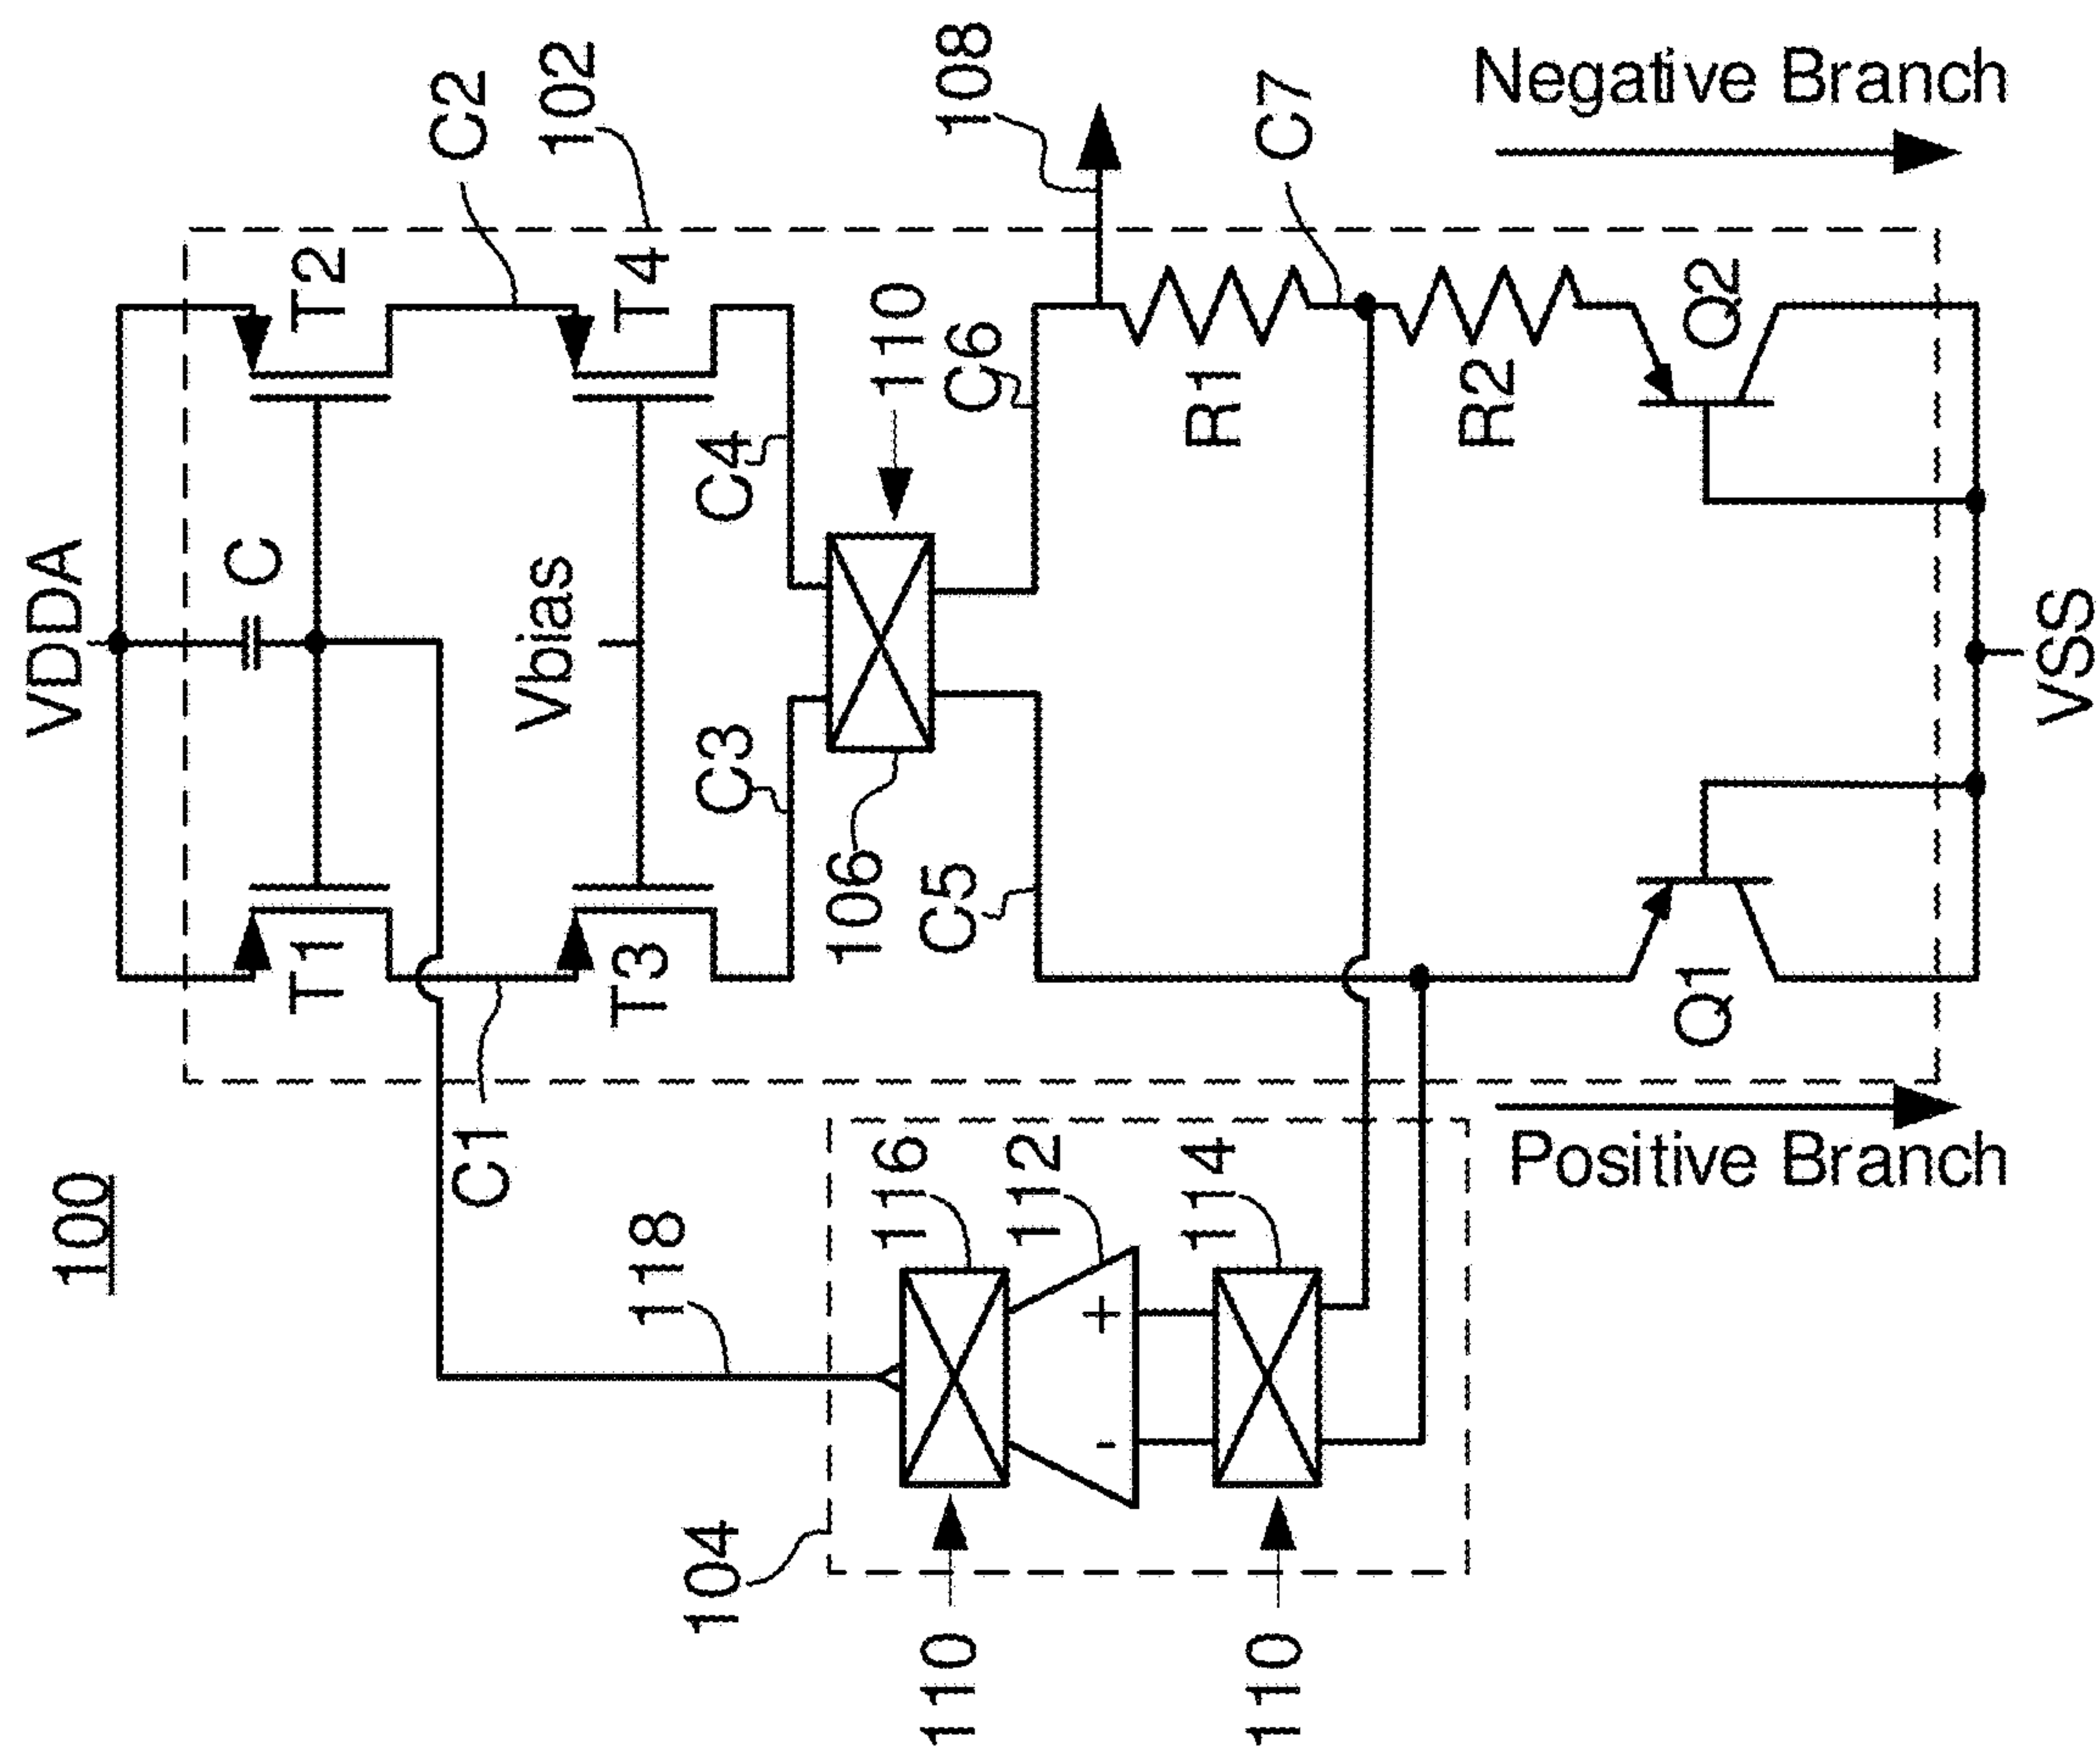 100
VDDA
C
T1
T2
C1
C2
102
Vbias
T3
T4
118
C3
C4
104
106
110
108
116
110
C5
C6
112
114
110
R1
C7
R2
Positive Branch
Negative Branch
Q1
Q2
VSS